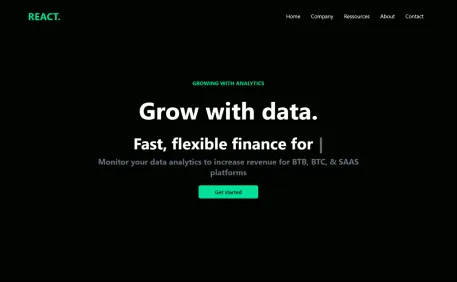 REACT.
Home Company Ressources About Contact
GROWING WITH ANALYTICS
Grow with data.
Fast, flexible finance for |
Monitor your data analytics to increase revenue for BTB, BTC, & SAAS
platforms
Get started